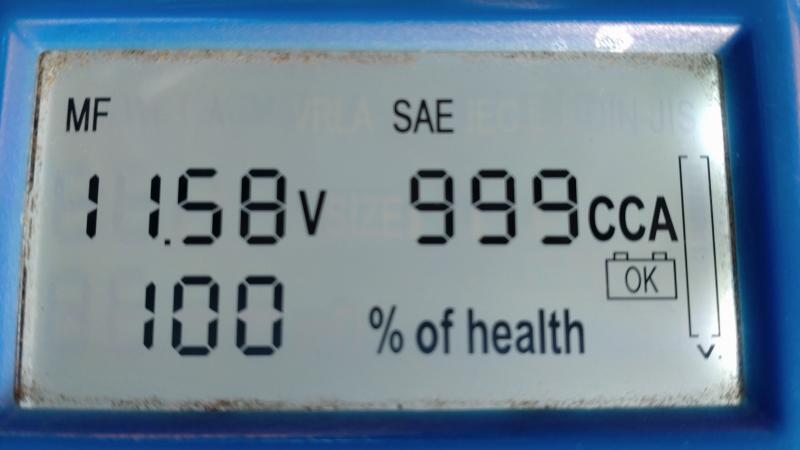 MF SAE
11.58V 999CCA
OK
100 % of health